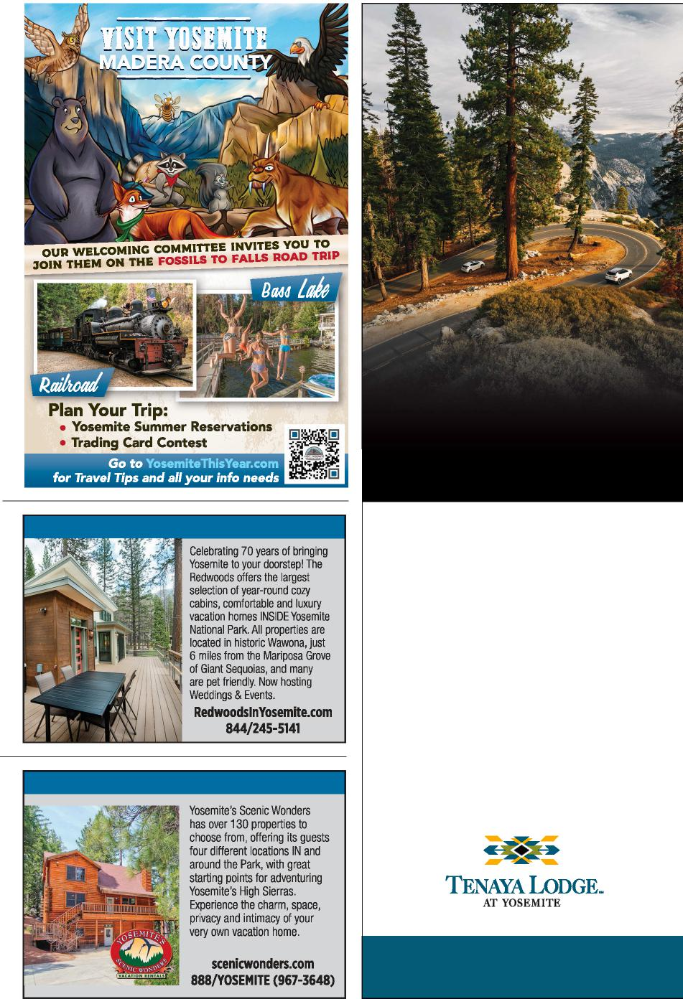 VISIT YOSEMITE
MADERA COUNTY
OUR WELCOMING COMMITTEE INVITES YOU TO
JOIN THEM ON THE FOSSILS TO FALLS ROAD TRIP
Bass Lake
Railroad
Plan Your Trip:
• Yosemite Summer Reservations
• Trading Card Contest
Go to YosemiteThisYear.com
for Travel Tips and all your info needs
Celebrating 70 years of bringing
Yosemite to your doorstep! The
Redwoods offers the largest
selection of year-round cozy
cabins, comfortable and luxury
vacation homes INSIDE Yosemite
National Park. All properties are
located in historic Wawona, just
6 miles from the Mariposa Grove
of Giant Sequoias, and many
are pet friendly. Now hosting
Weddings & Events.
RedwoodsInYosemite.com
844/245-5141
Yosemite's Scenic Wonders
has over 130 properties to
choose from, offering its guests
four different locations IN and
around the Park, with great
starting points for adventuring
Yosemite's High Sierras.
Experience the charm, space,
privacy and intimacy of your
very own vacation home.
YOSEMITE'S
SCENIC WONDERS
VACATION RENTALS
scenicwonders.com
888/YOSEMITE (967-3648)
TENAYA LODGE
AT YOSEMITE